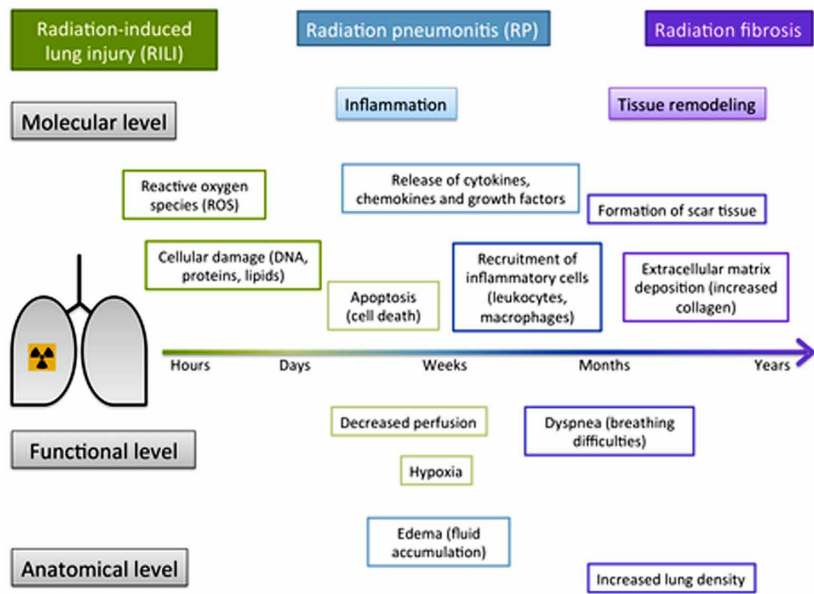 Radiation-induced
lung injury (RILI)
Radiation pneumonitis (RP)
Radiation fibrosis
Molecular level
Inflammation
Tissue remodeling
Reactive oxygen
species (ROS)
Release of cytokines,
chemokines and growth factors
Formation of scar tissue
Cellular damage (DNA,
proteins, lipids)
Apoptosis
(cell death)
Recruitment of
inflammatory cells
(leukocytes,
macrophages)
Extracellular matrix
deposition (increased
collagen)
Hours
Days
Weeks
Months
Years
Functional level
Decreased perfusion
Dyspnea (breathing
difficulties)
Hypoxia
Edema (fluid
accumulation)
Anatomical level
Increased lung density